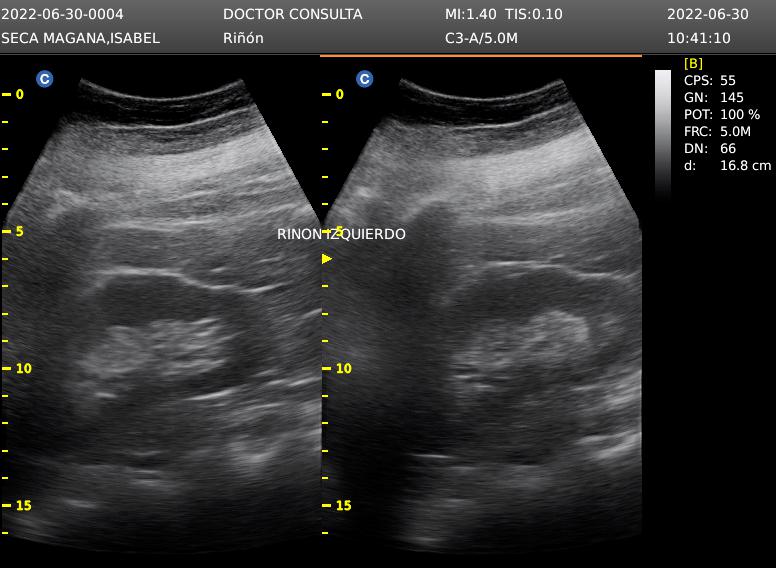 2022-06-30-0004 DOCTOR CONSULTA MI:1.40 TIS:0.10 2022-06-30
SECA MAGANA,ISABEL Riñón C3-A/5.0M 10:41:10
[B]
CPS: 55
GN: 145
POT: 100 %
FRC: 5.0M
DN: 66
d: 16.8 cm
C C
0 0
RINON IZQUIERDO
5 5
10 10
15 15